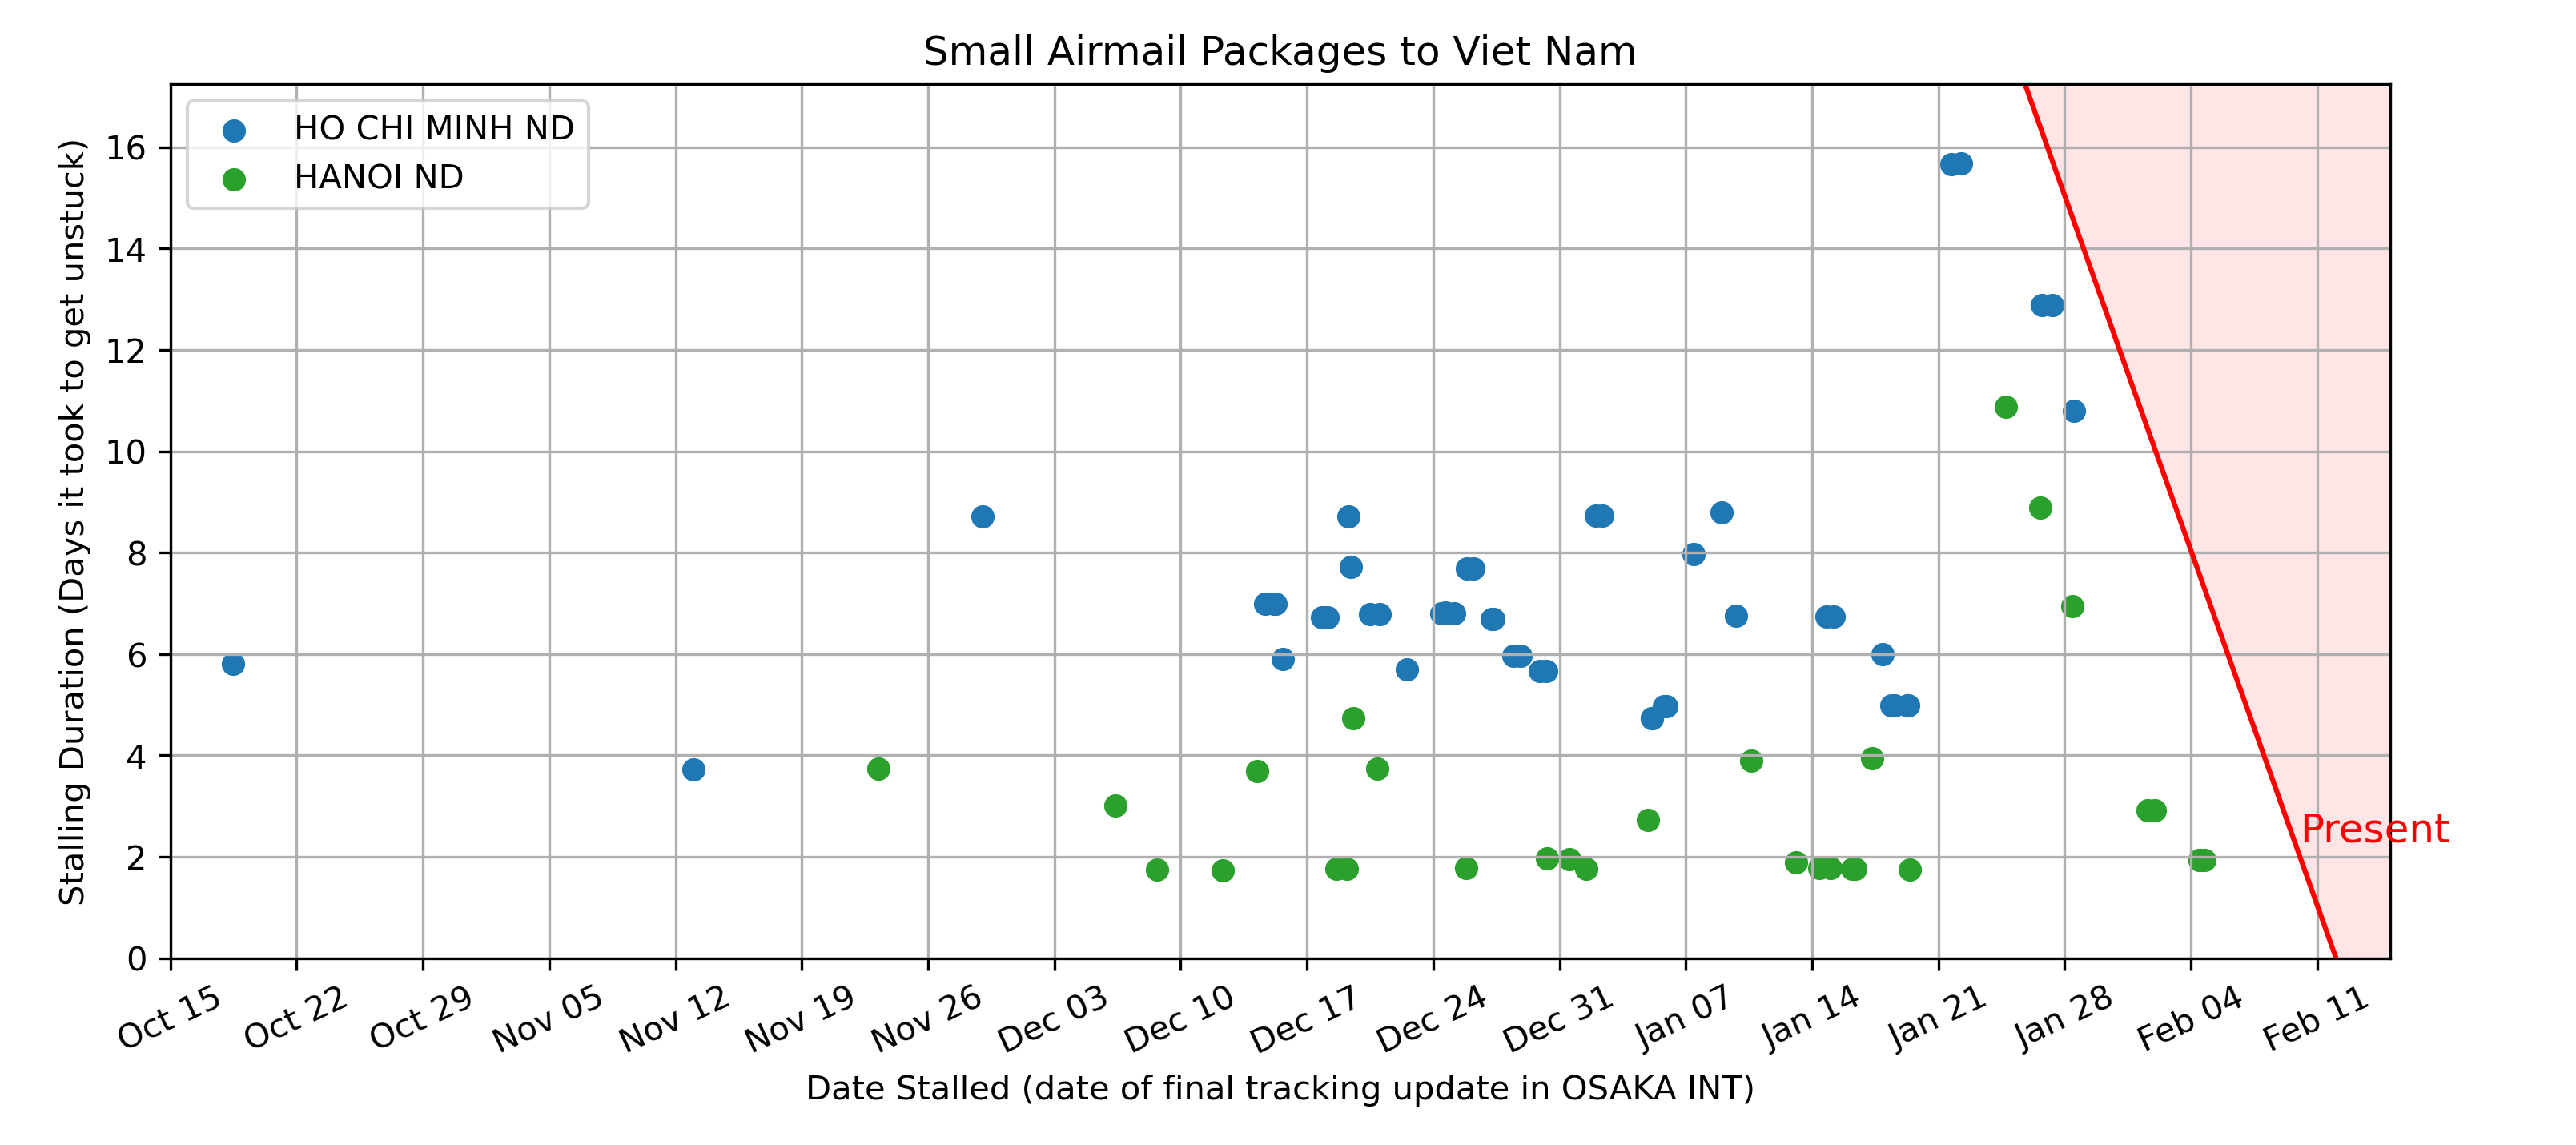 Small Airmail Packages to Viet Nam
HO CHI MINH ND
HANOI ND
Stalling Duration (Days it took to get unstuck)
16
14
12
10
8
6
4
2
0
Present
Oct 15
Oct 22
Oct 29
Nov 05
Nov 12
Nov 19
Nov 26
Dec 03
Dec 10
Dec 17
Dec 24
Dec 31
Jan 07
Jan 14
Jan 21
Jan 28
Feb 04
Feb 11
Date Stalled (date of final tracking update in OSAKA INT)